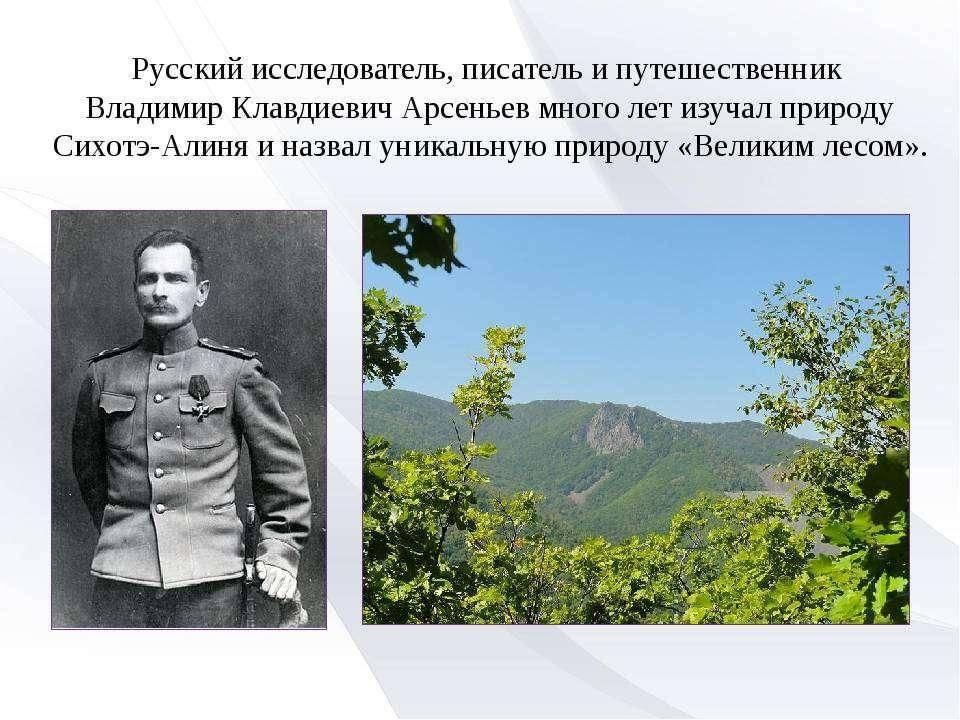 Русский исследователь, писатель и путешественник
Владимир Клавдиевич Арсеньев много лет изучал природу
Сихотэ-Алиня и назвал уникальную природу «Великим лесом».